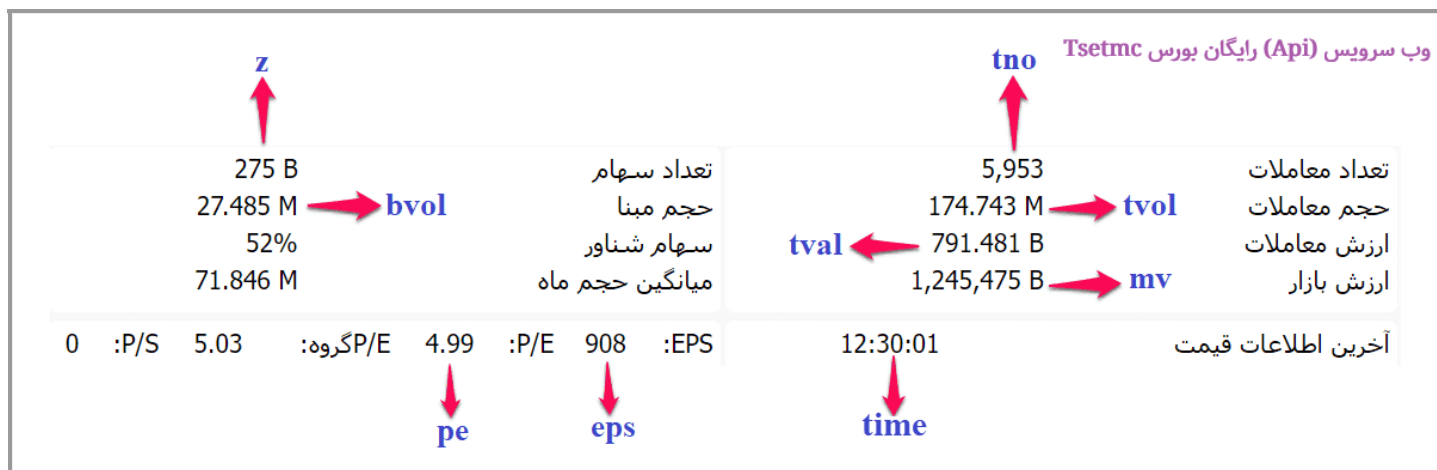 وب سرویس (Api) رایگان بورس Tsetmc
tno
z
تعداد معاملات 5,953
حجم معاملات 174.743 M tvol
ارزش معاملات 791.481 B tval
ارزش بازار 1,245,475 B mv
تعداد سهام 275 B
حجم مبنا 27.485 M bvol
سهام شناور 52%
میانگین حجم ماه 71.846 M
آخرین اطلاعات قیمت 12:30:01
EPS: 908 P/E: 4.99 P/Eگروه: 5.03 P/S: 0
time
eps
pe